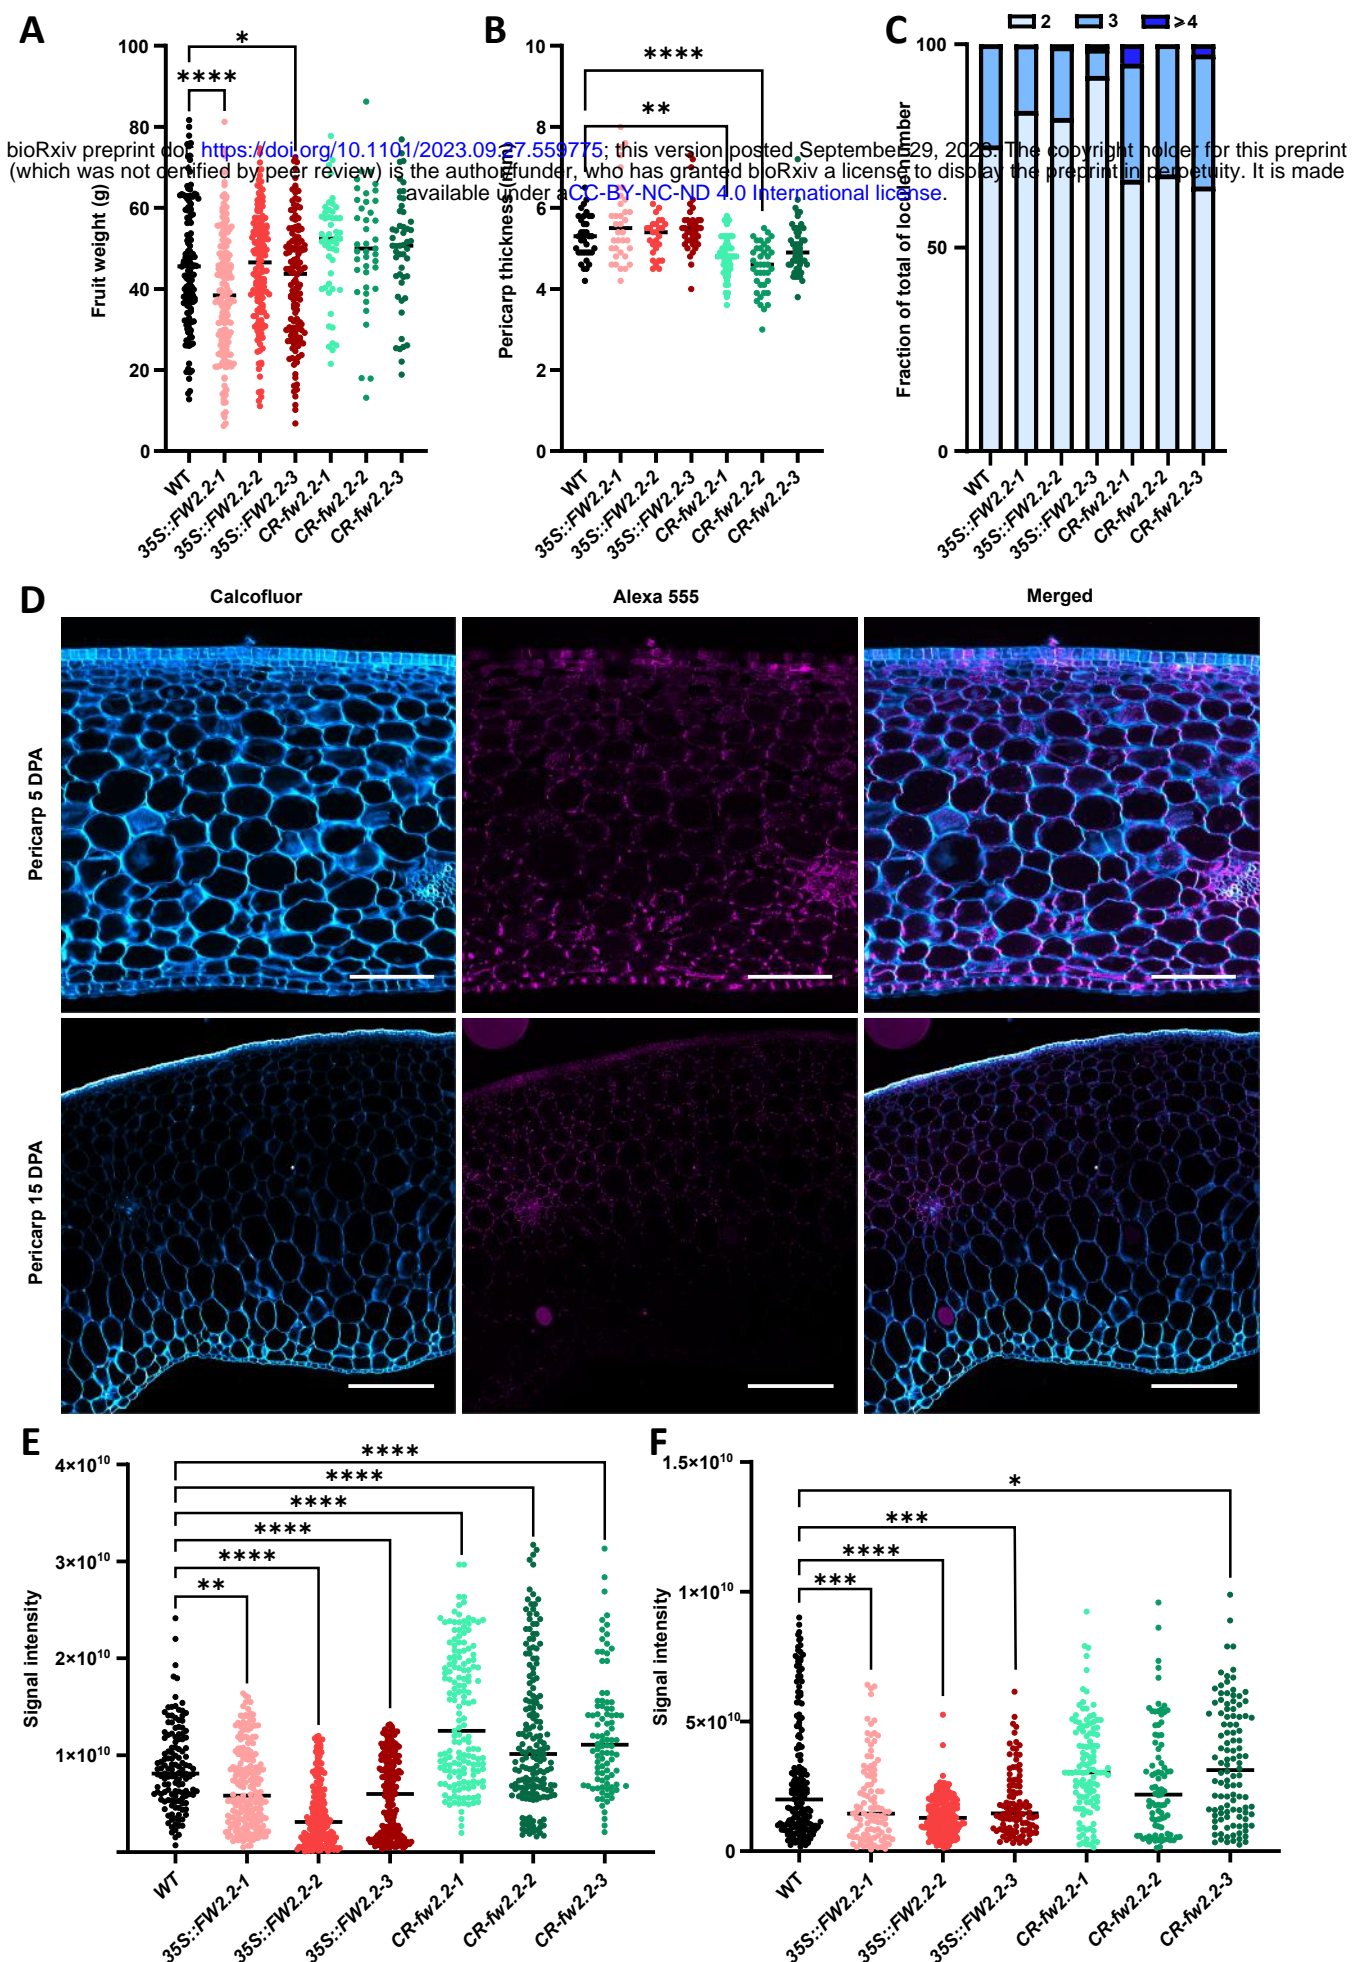 A
B
C
2 3 ⩾4
100
80
60
40
20
0
Fruit weight (g)
*
****
WT
35S::FW2.2-1
35S::FW2.2-2
35S::FW2.2-3
CR-fw2.2-1
CR-fw2.2-2
CR-fw2.2-3
10
8
6
4
2
0
Pericarp thickness (mm)
****
**
WT
35S::FW2.2-1
35S::FW2.2-2
35S::FW2.2-3
CR-fw2.2-1
CR-fw2.2-2
CR-fw2.2-3
100
50
0
Fraction of total of locule number
WT
35S::FW2.2-1
35S::FW2.2-2
35S::FW2.2-3
CR-fw2.2-1
CR-fw2.2-2
CR-fw2.2-3
bioRxiv preprint doi: https://doi.org/10.1101/2023.09.27.559775; this version posted September 29, 2023. The copyright holder for this preprint
(which was not certified by peer review) is the author/funder, who has granted bioRxiv a license to display the preprint in perpetuity. It is made
available under aCC-BY-NC-ND 4.0 International license.
D
Calcofluor
Alexa 555
Merged
Pericarp 5 DPA
Pericarp 15 DPA
E
4×10¹⁰
3×10¹⁰
2×10¹⁰
1×10¹⁰
Signal intensity
****
****
****
****
****
**
WT
35S::FW2.2-1
35S::FW2.2-2
35S::FW2.2-3
CR-fw2.2-1
CR-fw2.2-2
CR-fw2.2-3
F
1.5×10¹⁰
1×10¹⁰
5×10¹⁰
0
Signal intensity
*
***
****
***
WT
35S::FW2.2-1
35S::FW2.2-2
35S::FW2.2-3
CR-fw2.2-1
CR-fw2.2-2
CR-fw2.2-3